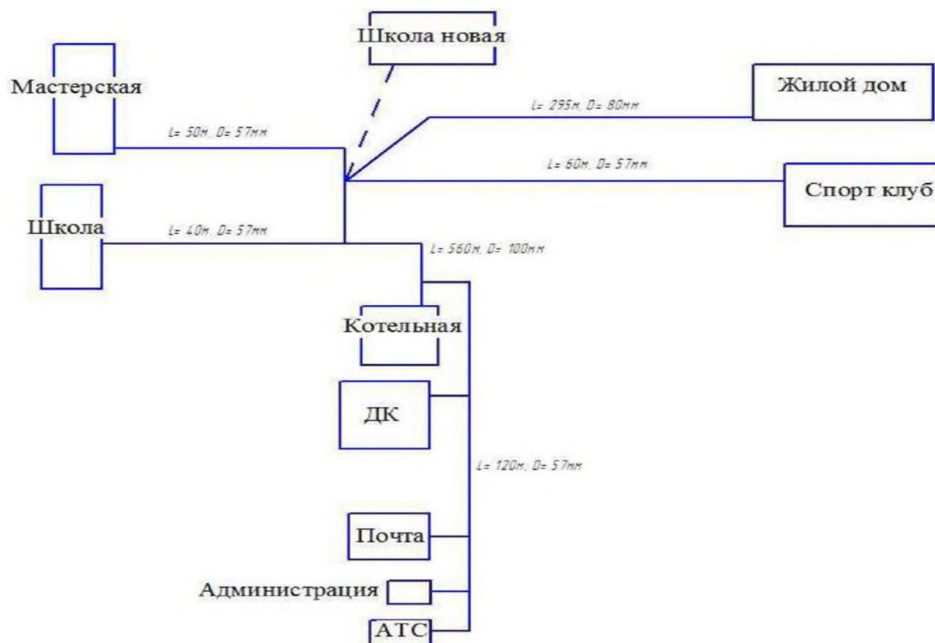 Школа новая
Мастерская
Жилой дом
L= 295м, D= 80мм
L= 50м, D= 57мм
L= 60м, D= 57мм
Спорт клуб
Школа
L= 40м, D= 57мм
L= 560м, D= 100мм
Котельная
ДК
L= 120м, D= 57мм
Почта
Администрация
АТС